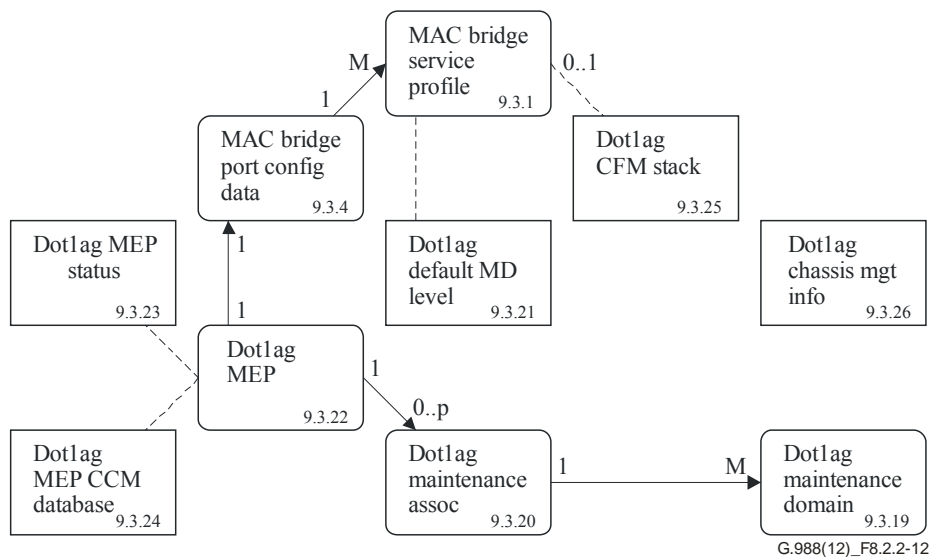 MAC bridge
service
profile
9.3.1
M
1
0..1
MAC bridge
port config
data
9.3.4
Dot1ag
CFM stack
9.3.25
Dot1ag MEP
status
9.3.23
1
1
Dot1ag
default MD
level
9.3.21
Dot1ag
chassis mgt
info
9.3.26
Dot1ag
MEP
9.3.22
1
0..p
Dot1ag
MEP CCM
database
9.3.24
Dot1ag
maintenance
assoc
9.3.20
1
M
Dot1ag
maintenance
domain
9.3.19
G.988(12)_F8.2.2-12